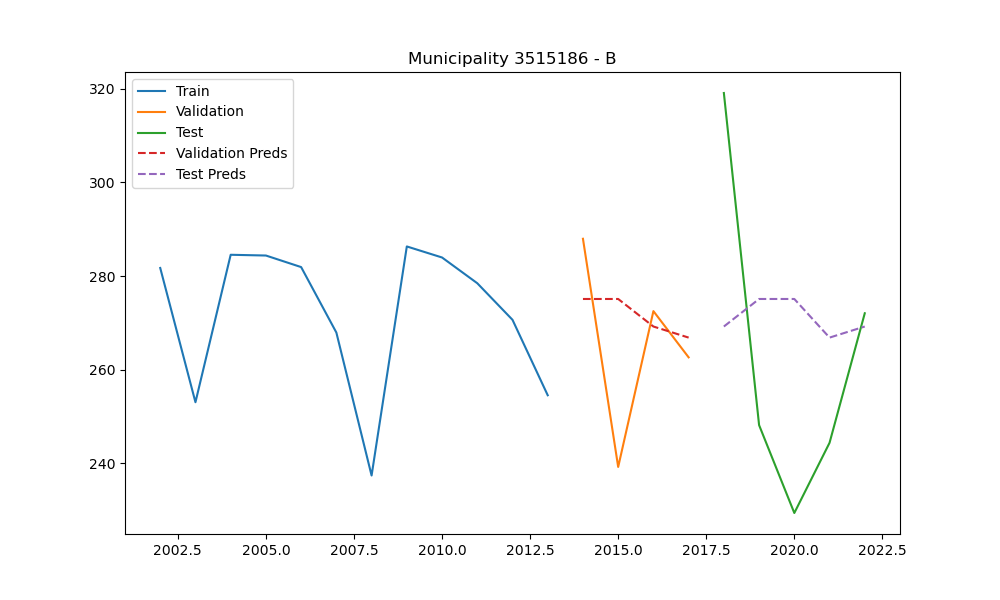 Municipality 3515186 - B
Train
Validation
Test
Validation Preds
Test Preds
320
300
280
260
240
2002.5 2005.0 2007.5 2010.0 2012.5 2015.0 2017.5 2020.0 2022.5